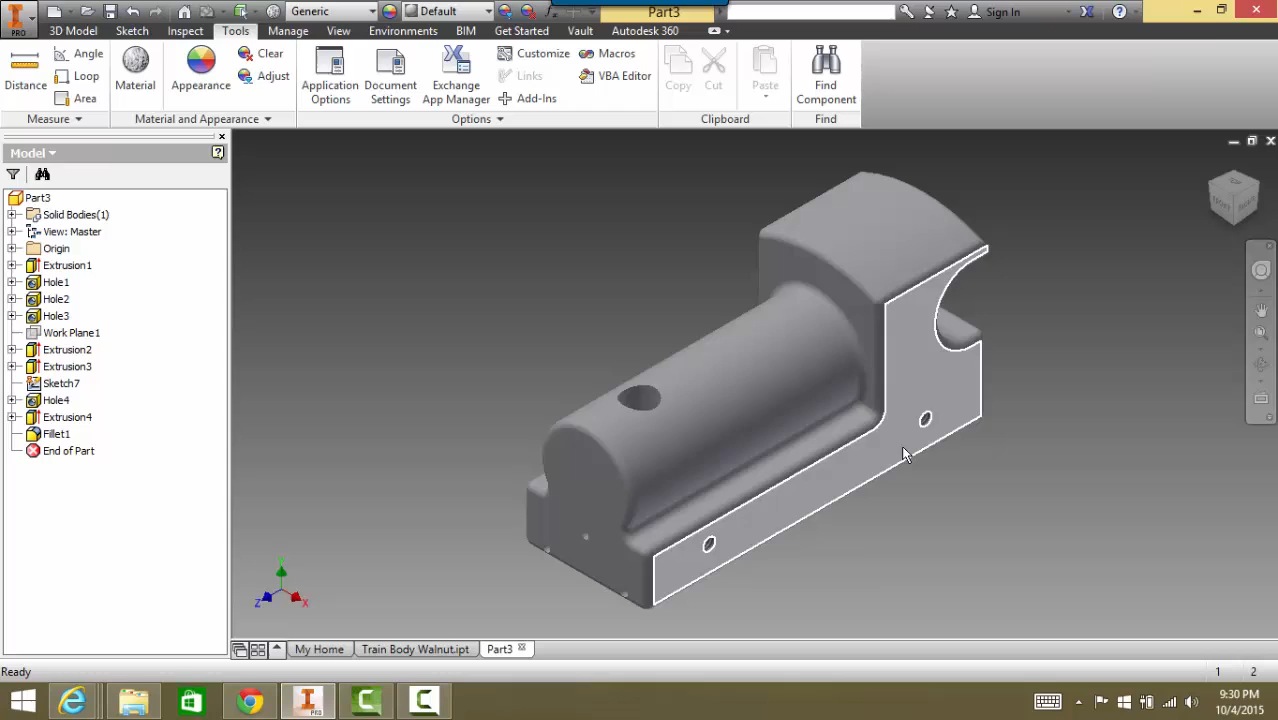 Generic
Default
Part3
Sign In
PRO
3D Model
Sketch
Inspect
Tools
Manage
View
Environments
BIM
Get Started
Vault
Autodesk 360
Distance
Angle
Loop
Area
Material
Appearance
Clear
Adjust
Application Options
Document Settings
Exchange App Manager
Customize
Links
Add-Ins
Macros
VBA Editor
Copy
Cut
Paste
Find Component
Measure
Material and Appearance
Options
Clipboard
Find
Model
Part3
Solid Bodies(1)
View: Master
Origin
Extrusion1
Hole1
Hole2
Hole3
Work Plane1
Extrusion2
Extrusion3
Sketch7
Hole4
Extrusion4
Fillet1
End of Part
Z
X
My Home
Train Body Walnut.ipt
Part3
Ready
1
2
PRO
9:30 PM
10/4/2015